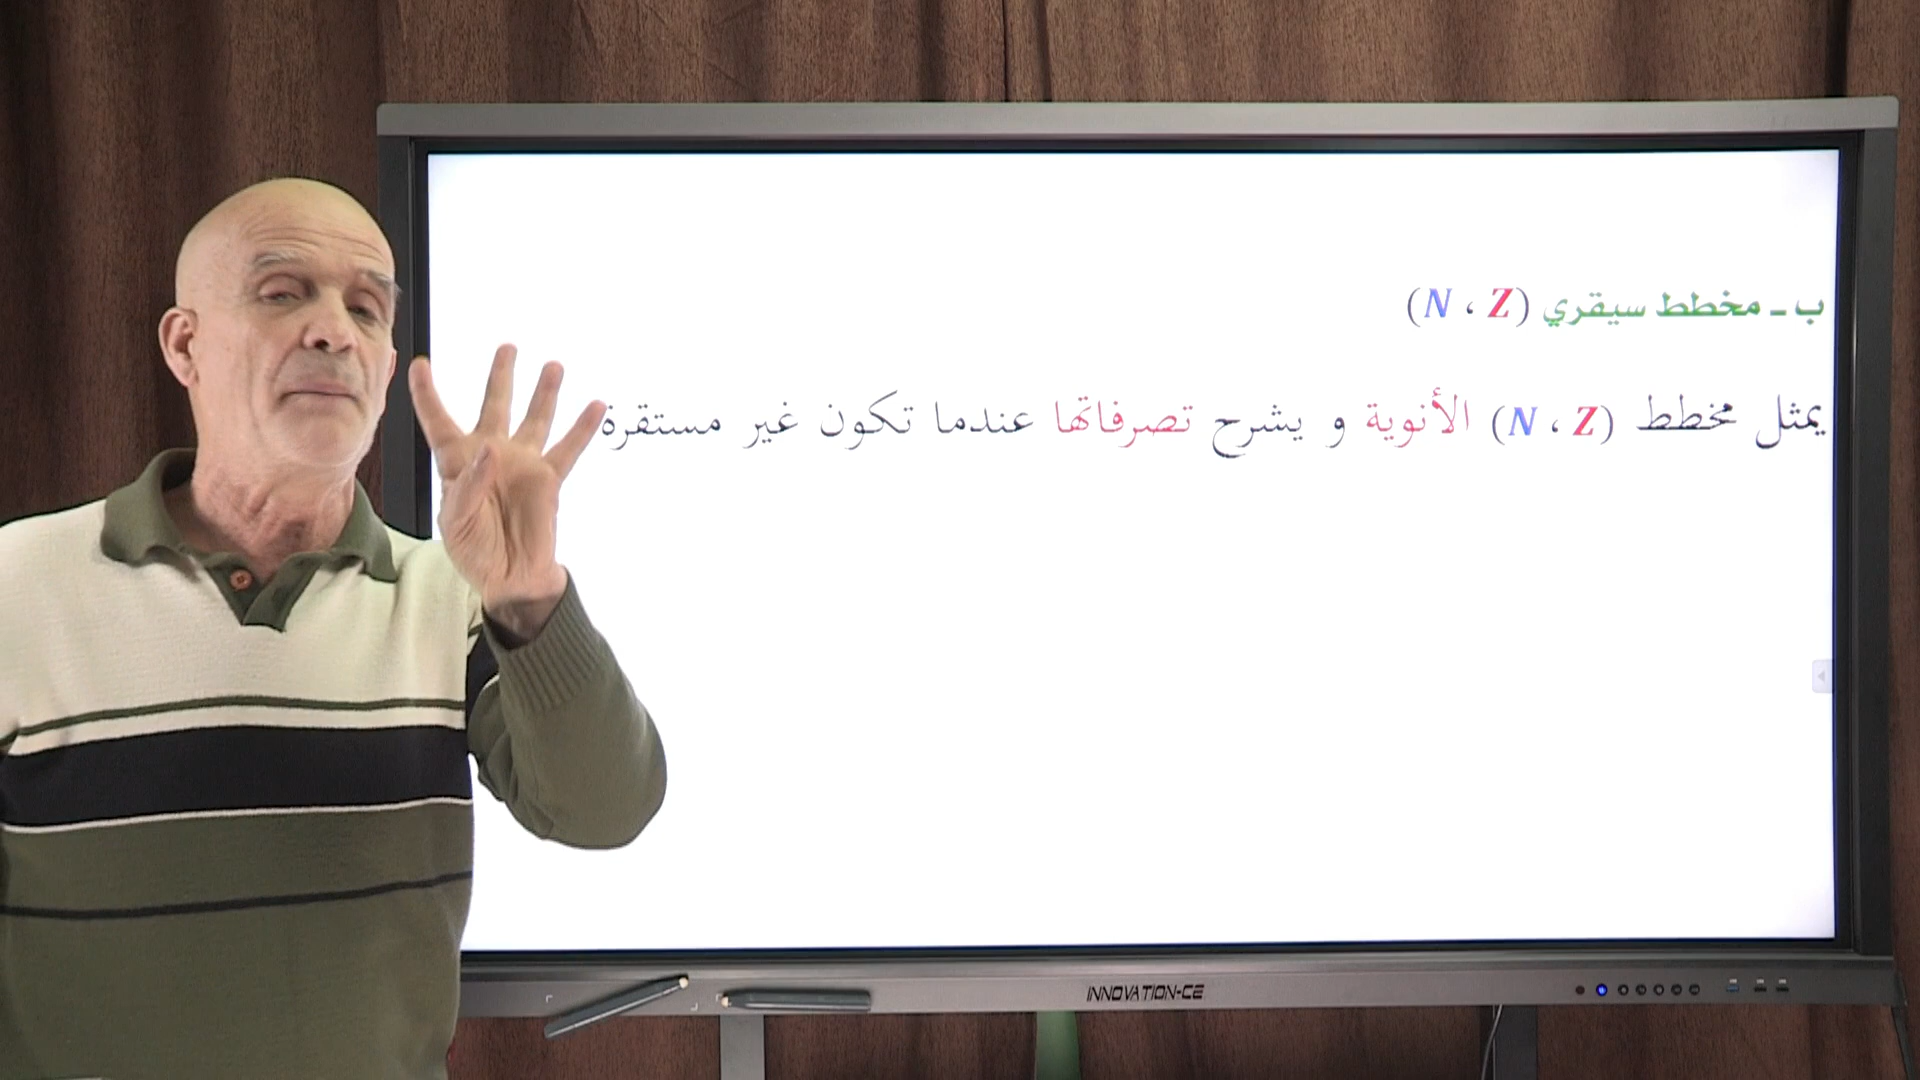 ب ـ مخطط سيقري (N ، Z)
يمثل مخطط (N ، Z) الأنوية و يشرح تصرفاتها عندما تكون غير مستقرة
INNOVATION-CE